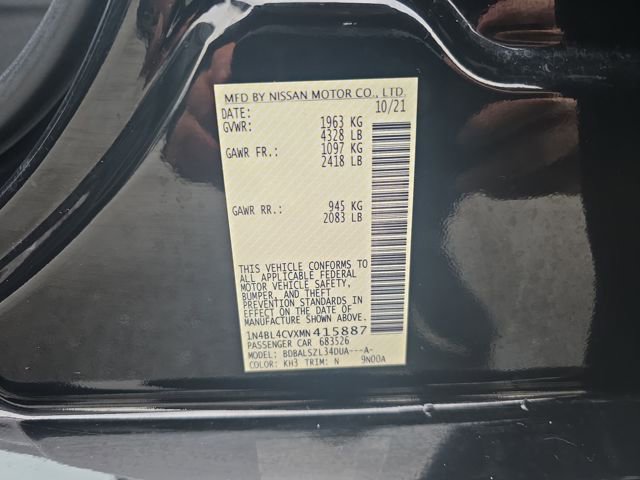 MFD BY NISSAN MOTOR CO., LTD.
DATE: 10/21
GVWR: 1963 KG
4328 LB
GAWR FR.: 1097 KG
2418 LB
GAWR RR.: 945 KG
2083 LB
THIS VEHICLE CONFORMS TO
ALL APPLICABLE FEDERAL
MOTOR VEHICLE SAFETY,
BUMPER, AND THEFT
PREVENTION STANDARDS IN
EFFECT ON THE DATE OF
MANUFACTURE SHOWN ABOVE.
1N4BL4CVXMN415887
PASSENGER CAR 683526
MODEL: BDBALSZL34DUA---A-
COLOR: KH3 TRIM: N 9N00A